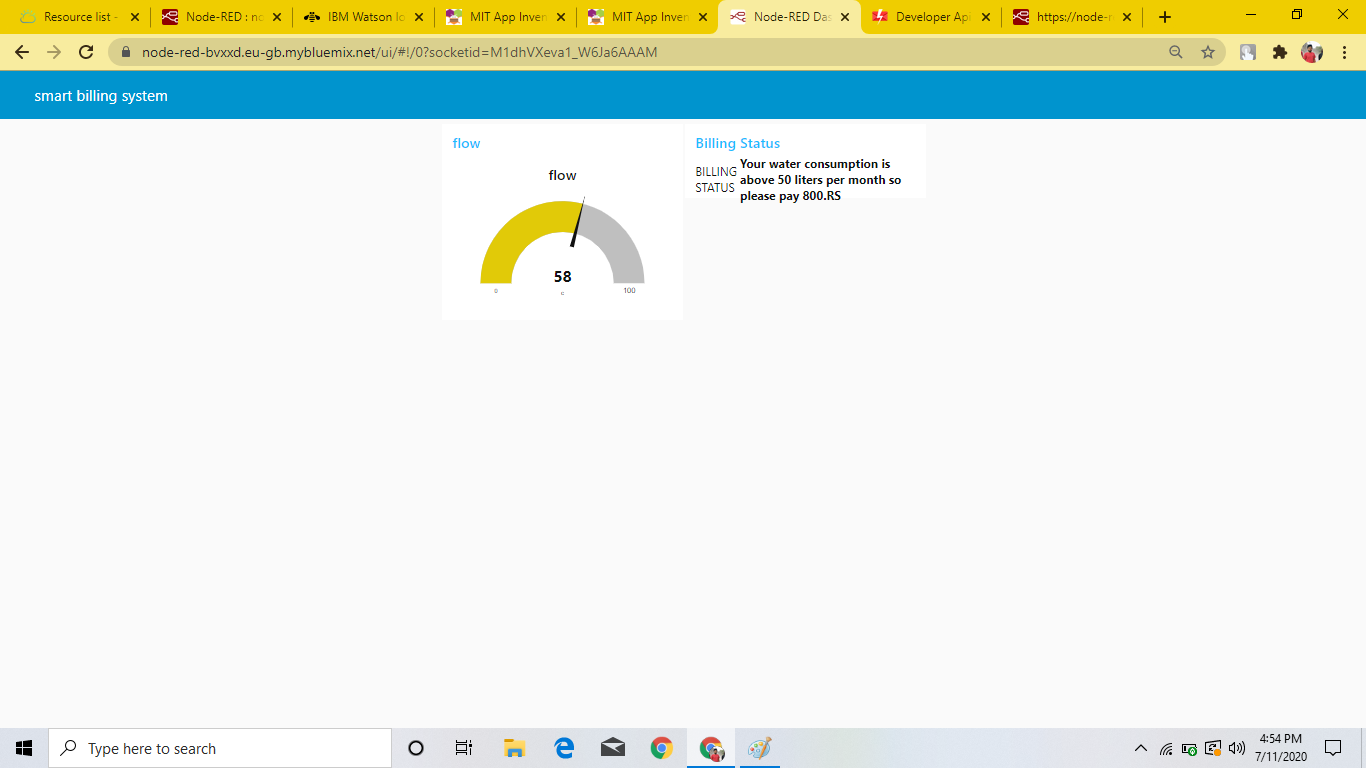 Resource list -
Node-RED : no
IBM Watson Io
MIT App Inven
MIT App Inven
Node-RED Das
Developer Api
https://node-r
node-red-bvxxd.eu-gb.mybluemix.net/ui/#!/0?socketid=M1dhVXeva1_W6Ja6AAAM
smart billing system
flow
flow
58
0
100
Billing Status
BILLING
STATUS
Your water consumption is
above 50 liters per month so
please pay 800.RS
Type here to search
4:54 PM
7/11/2020